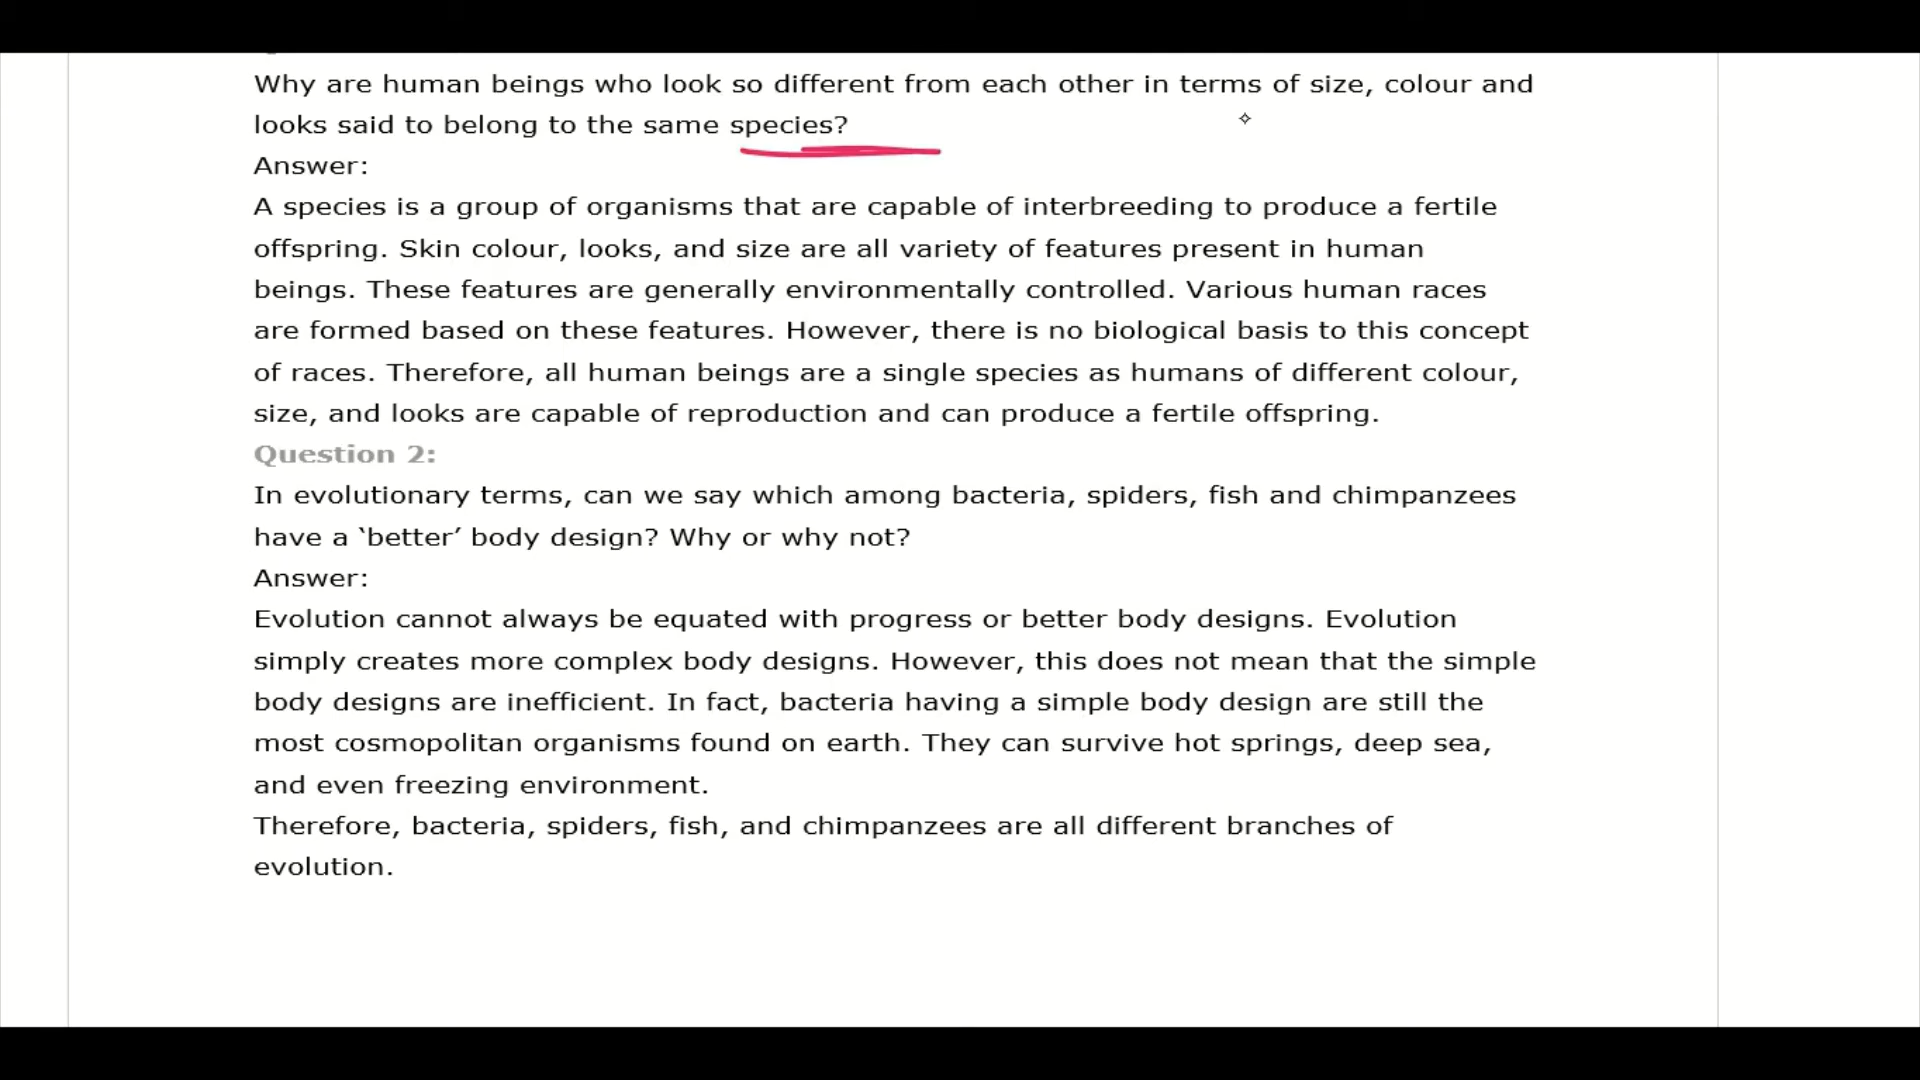 Why are human beings who look so different from each other in terms of size, colour and
looks said to belong to the same species?
Answer:
A species is a group of organisms that are capable of interbreeding to produce a fertile
offspring. Skin colour, looks, and size are all variety of features present in human
beings. These features are generally environmentally controlled. Various human races
are formed based on these features. However, there is no biological basis to this concept
of races. Therefore, all human beings are a single species as humans of different colour,
size, and looks are capable of reproduction and can produce a fertile offspring.
Question 2:
In evolutionary terms, can we say which among bacteria, spiders, fish and chimpanzees
have a ‘better’ body design? Why or why not?
Answer:
Evolution cannot always be equated with progress or better body designs. Evolution
simply creates more complex body designs. However, this does not mean that the simple
body designs are inefficient. In fact, bacteria having a simple body design are still the
most cosmopolitan organisms found on earth. They can survive hot springs, deep sea,
and even freezing environment.
Therefore, bacteria, spiders, fish, and chimpanzees are all different branches of
evolution.